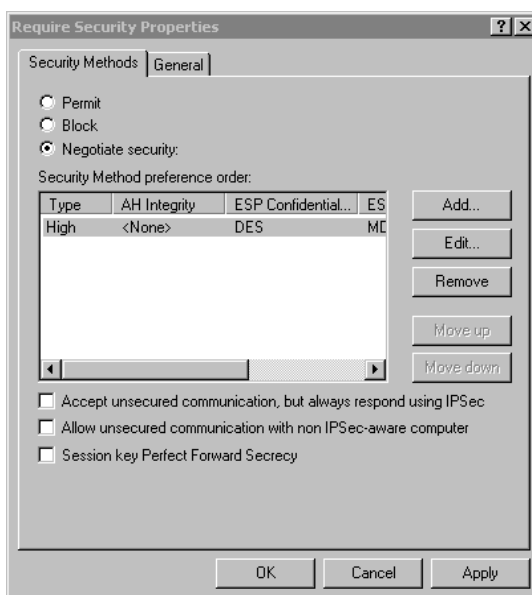 Require Security Properties
Security Methods General
Permit
Block
Negotiate security:
Security Method preference order:
Type AH Integrity ESP Confidential... ES
High <None> DES MD
Add...
Edit...
Remove
Move up
Move down
Accept unsecured communication, but always respond using IPSec
Allow unsecured communication with non IPSec-aware computer
Session key Perfect Forward Secrecy
OK Cancel Apply